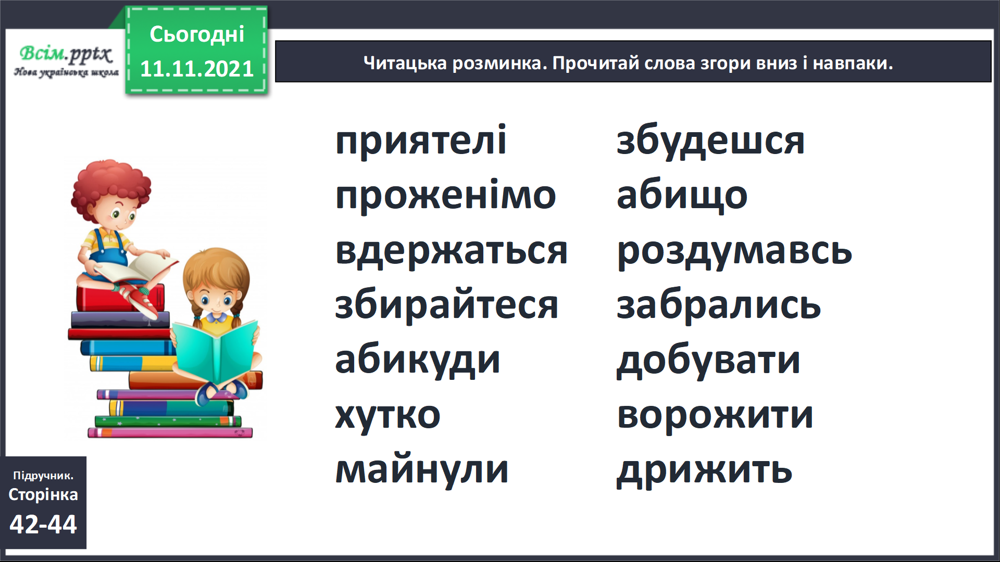 Сьогодні
11.11.2021
Всім.pptx
Нова українська школа
Читацька розминка. Прочитай слова згори вниз і навпаки.
приятелі
проженімо
вдержаться
збирайтеся
абикуди
хутко
майнули
збудешся
абищо
роздумавсь
забрались
добувати
ворожити
дрижить
Підручник.
Сторінка
42-44